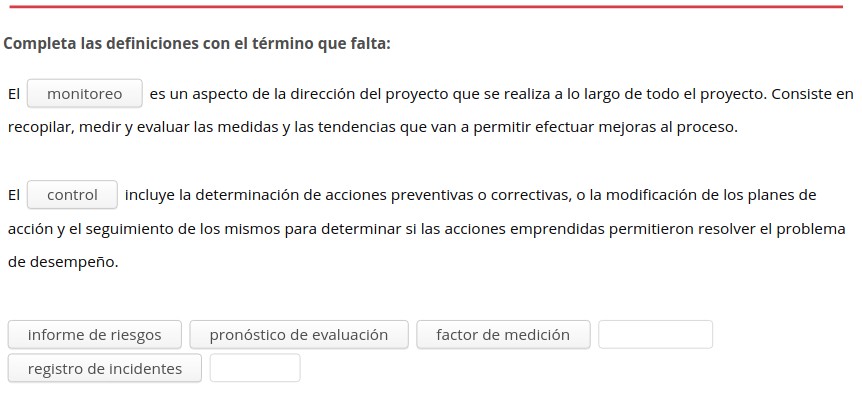 Completa las definiciones con el término que falta:
El monitoreo es un aspecto de la dirección del proyecto que se realiza a lo largo de todo el proyecto. Consiste en
recopilar, medir y evaluar las medidas y las tendencias que van a permitir efectuar mejoras al proceso.
El control incluye la determinación de acciones preventivas o correctivas, o la modificación de los planes de
acción y el seguimiento de los mismos para determinar si las acciones emprendidas permitieron resolver el problema
de desempeño.
informe de riesgos pronóstico de evaluación factor de medición
registro de incidentes